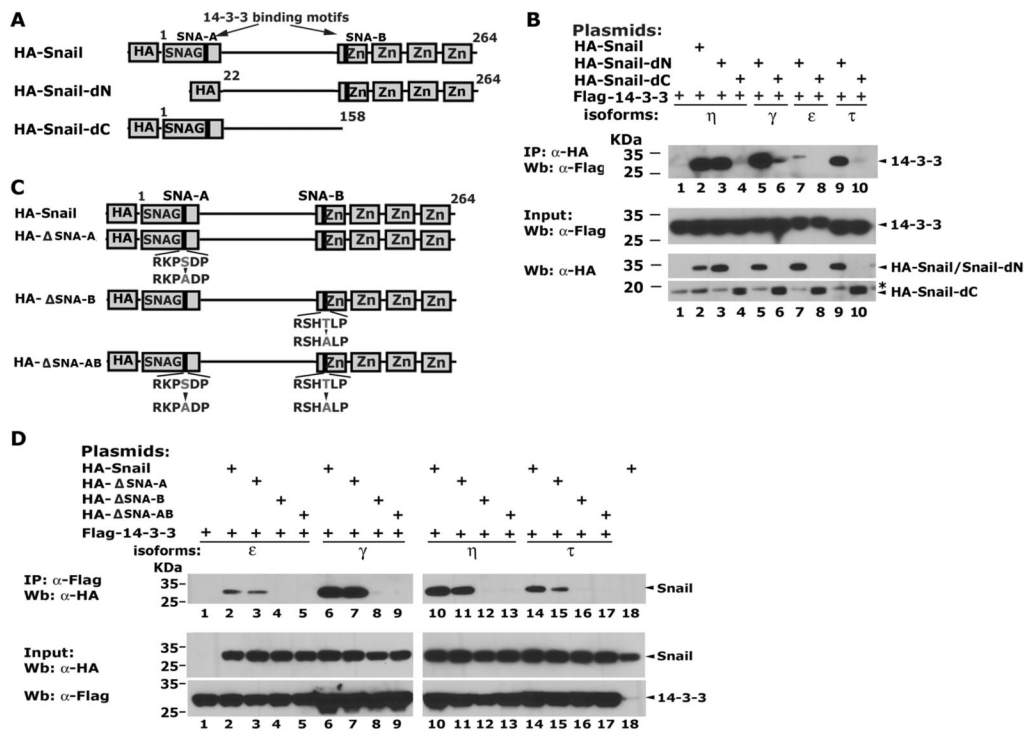 A
14-3-3 binding motifs
1 SNA-A SNA-B 264
HA-Snail HA SNAG Zn Zn Zn Zn
22 264
HA-Snail-dN HA Zn Zn Zn Zn
1 158
HA-Snail-dC HA SNAG
B
Plasmids:
HA-Snail +
HA-Snail-dN + + + +
HA-Snail-dC + + + +
Flag-14-3-3 + + + + + + + + + +
isoforms: η γ ε τ
KDa
IP: α-HA 35
Wb: α-Flag 25
14-3-3
1 2 3 4 5 6 7 8 9 10
Input: 35
Wb: α-Flag 25
14-3-3
Wb: α-HA 35 HA-Snail/Snail-dN
20 * HA-Snail-dC
1 2 3 4 5 6 7 8 9 10
C
1 SNA-A SNA-B 264
HA-Snail HA SNAG Zn Zn Zn Zn
HA-ΔSNA-A HA SNAG Zn Zn Zn Zn
RKPSDP
RKPADP
HA-ΔSNA-B HA SNAG Zn Zn Zn Zn
RSHTLP
RSHALP
HA-ΔSNA-AB HA SNAG Zn Zn Zn Zn
RKPSDP RSHTLP
RKPADP RSHALP
D
Plasmids:
HA-Snail + + + + +
HA-ΔSNA-A + + + +
HA-ΔSNA-B + + + +
HA-ΔSNA-AB + + + +
Flag-14-3-3 + + + + + + + + + + + + + + + + +
isoforms: ε γ η τ
KDa
IP: α-Flag 35
Wb: α-HA 25
Snail
1 2 3 4 5 6 7 8 9 10 11 12 13 14 15 16 17 18
Input: 35
Wb: α-HA 25
Snail
35
Wb: α-Flag 25
14-3-3
1 2 3 4 5 6 7 8 9 10 11 12 13 14 15 16 17 18